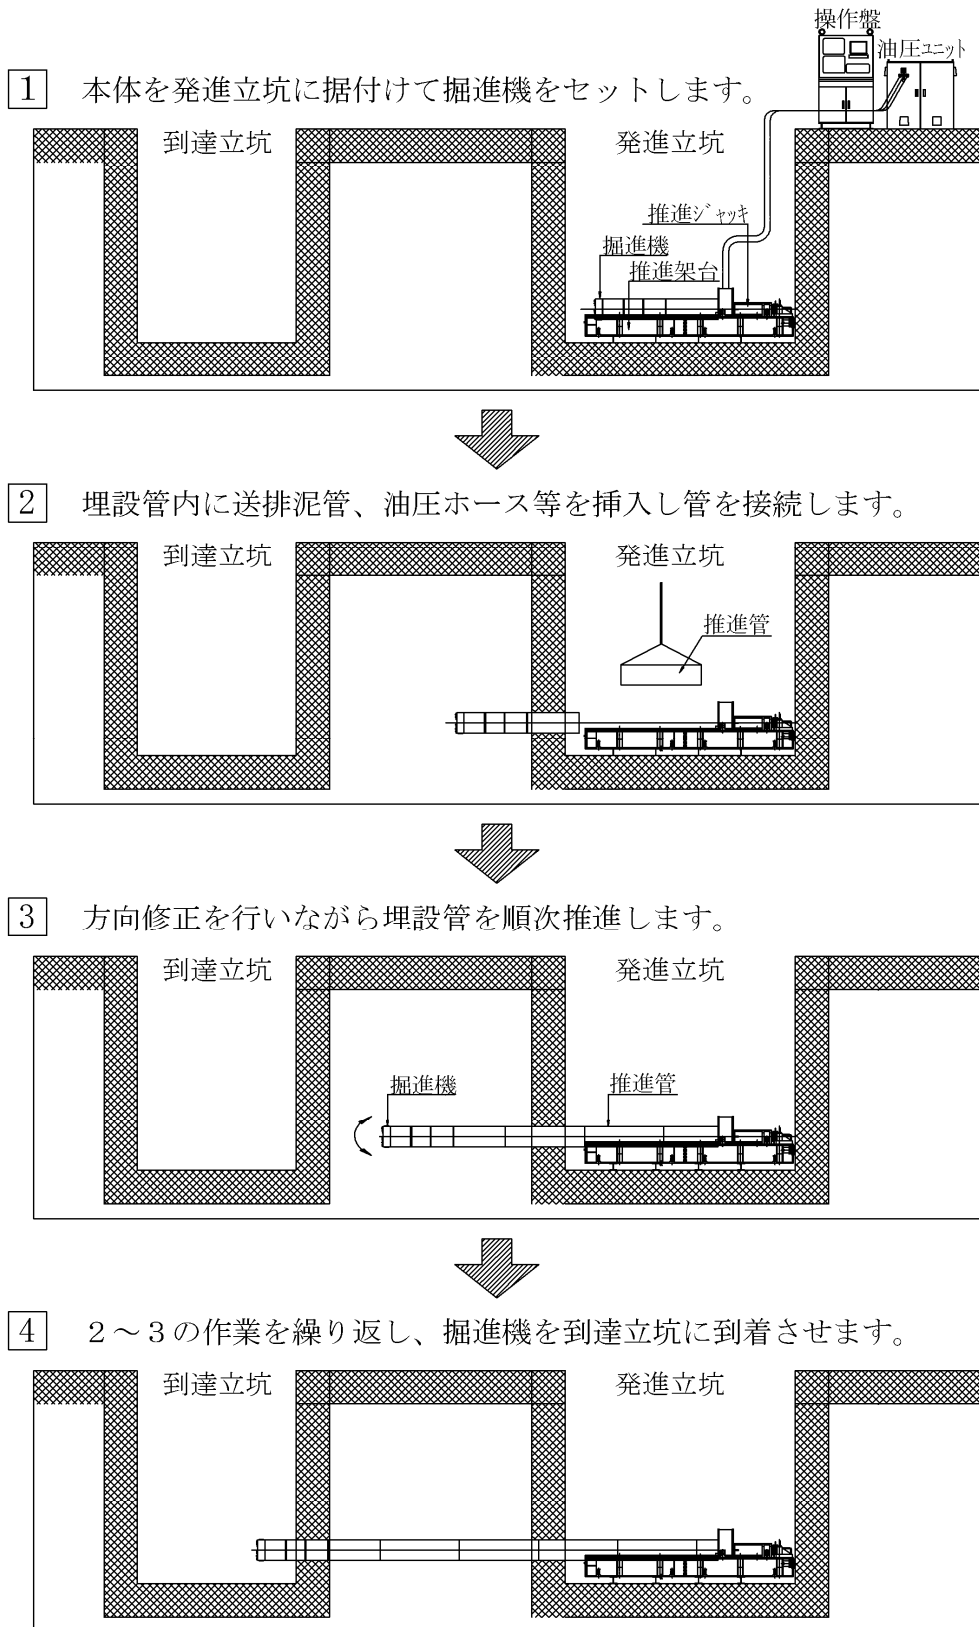 操作盤
油圧ユニット
1 本体を発進立坑に据付けて掘進機をセットします。
到達立坑
発進立坑
推進ジャッキ
掘進機
推進架台
2 埋設管内に送排泥管、油圧ホース等を挿入し管を接続します。
到達立坑
発進立坑
推進管
3 方向修正を行いながら埋設管を順次推進します。
到達立坑
発進立坑
掘進機
推進管
4 2～3の作業を繰り返し、掘進機を到達立坑に到着させます。
到達立坑
発進立坑